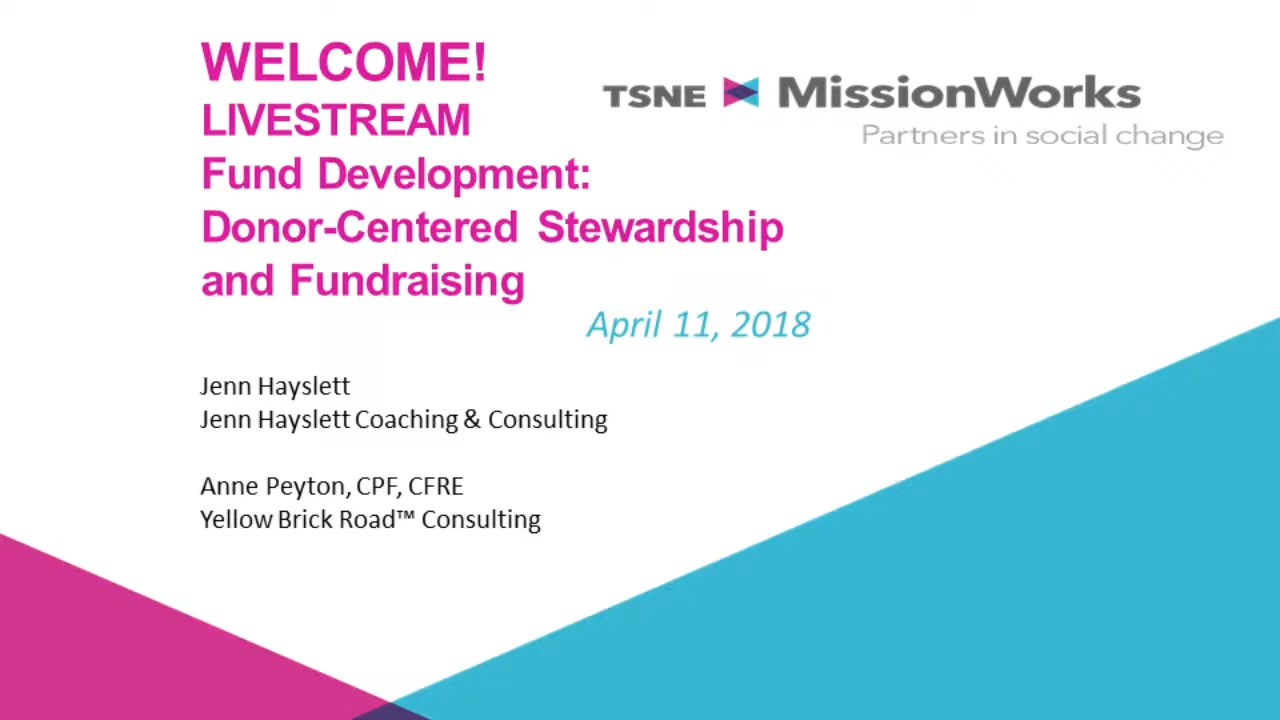 WELCOME!
LIVESTREAM
Fund Development:
Donor-Centered Stewardship
and Fundraising
TSNE MissionWorks
Partners in social change
April 11, 2018
Jenn Hayslett
Jenn Hayslett Coaching & Consulting
Anne Peyton, CPF, CFRE
Yellow Brick Road™ Consulting